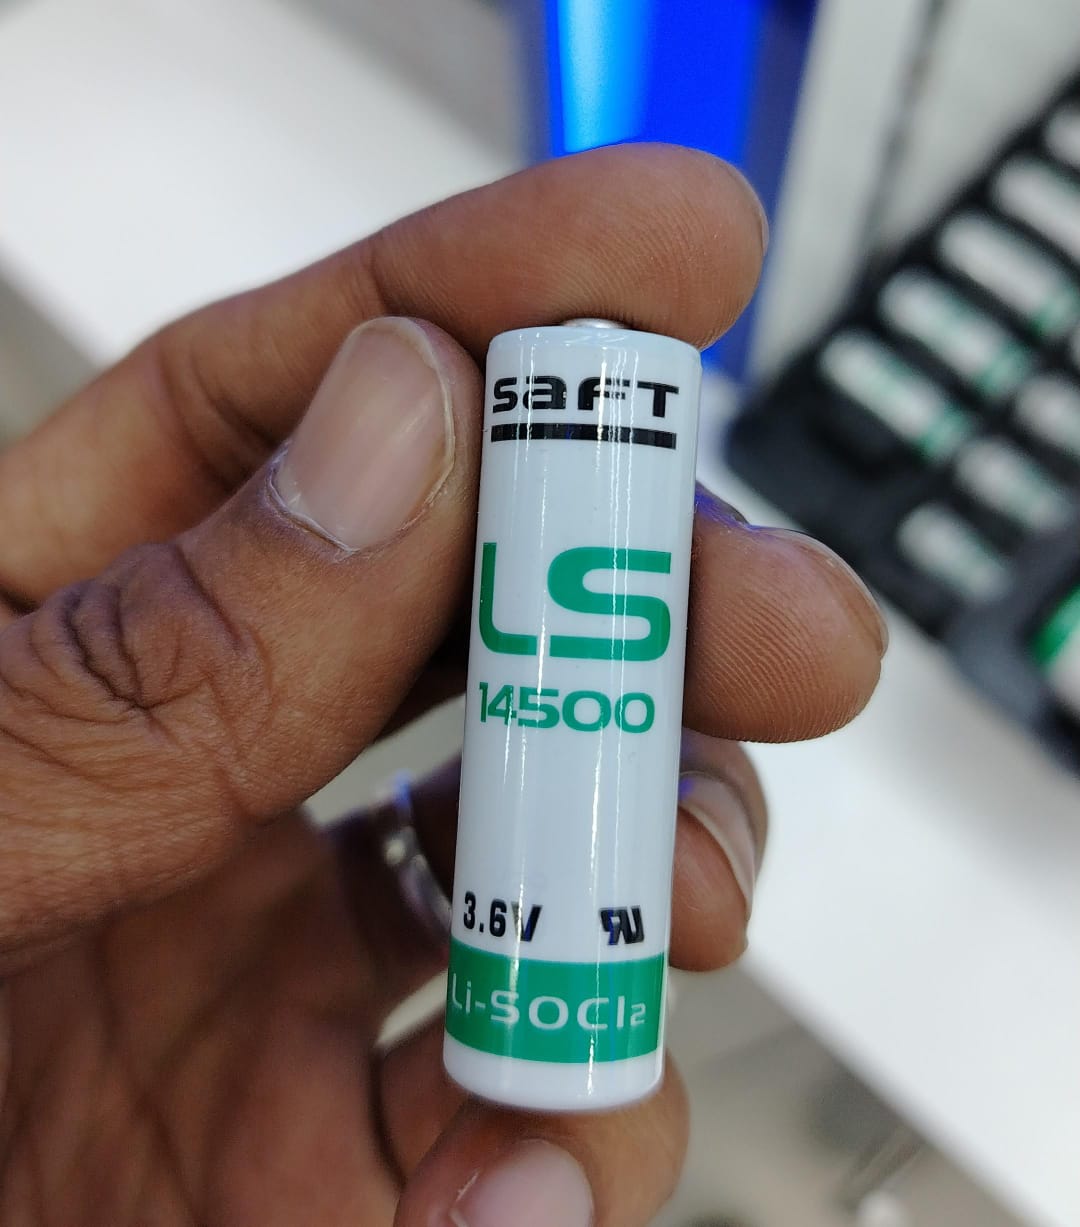 saFT
LS
14500
3.6V
Li-SOCl₂